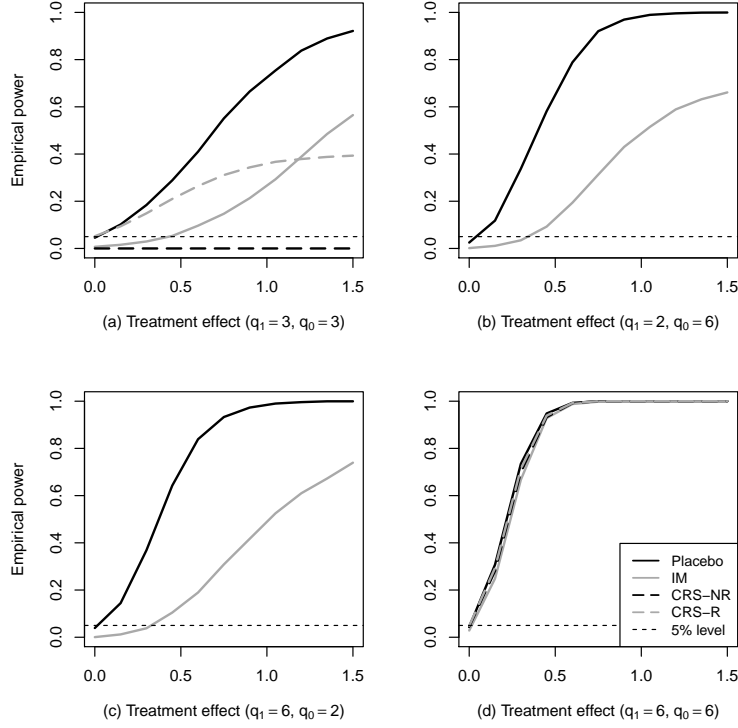 Empirical power
0.0 0.2 0.4 0.6 0.8 1.0
0.0 0.5 1.0 1.5
(a) Treatment effect (q₁ = 3, q₀ = 3)
0.0 0.2 0.4 0.6 0.8 1.0
0.0 0.5 1.0 1.5
(b) Treatment effect (q₁ = 2, q₀ = 6)
Empirical power
0.0 0.2 0.4 0.6 0.8 1.0
0.0 0.5 1.0 1.5
(c) Treatment effect (q₁ = 6, q₀ = 2)
0.0 0.2 0.4 0.6 0.8 1.0
Placebo
IM
CRS−NR
CRS−R
5% level
0.0 0.5 1.0 1.5
(d) Treatment effect (q₁ = 6, q₀ = 6)